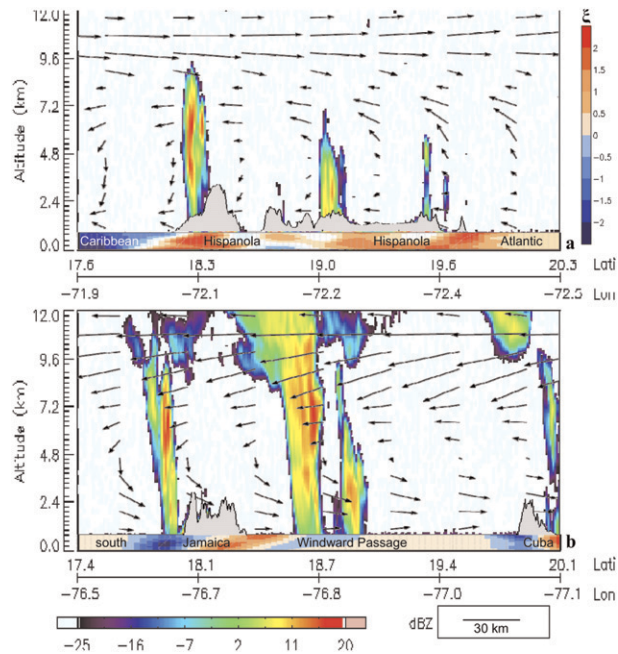 12.0
9.6
7.2
4.8
2.4
0.0
Altitude (km)
ξ
2
1.5
1
0.5
0
−0.5
−1
−1.5
−2
Caribbean Hispanola Hispanola Atlantic a
17.6 18.3 19.0 19.6 20.3 Lati
−71.9 −72.1 −72.2 −72.4 −72.5 Lon
12.0
9.6
7.2
4.8
2.4
0.0
Altitude (km)
south Jamaica Windward Passage Cuba b
17.4 18.1 18.7 19.4 20.1 Lati
−76.5 −76.7 −76.8 −77.0 −77.1 Lon
−25 −16 −7 2 11 20
dBZ
30 km